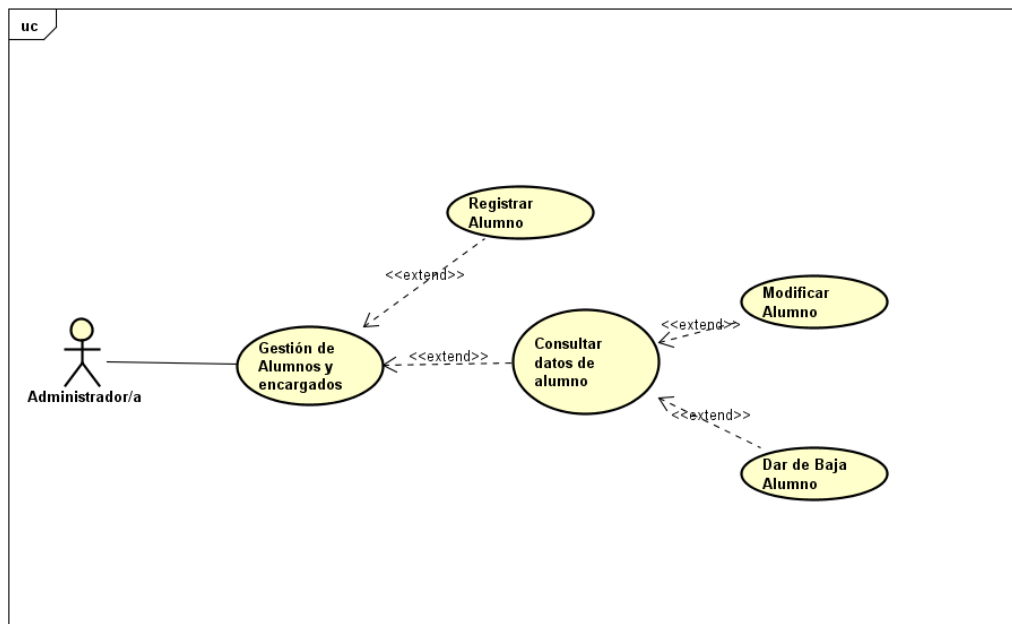 uc
Registrar
Alumno
<<extend>>
Modificar
Alumno
<<extend>>
Gestión de
Alumnos y
encargados
<<extend>>
Consultar
datos de
alumno
Administrador/a
<<extend>>
Dar de Baja
Alumno